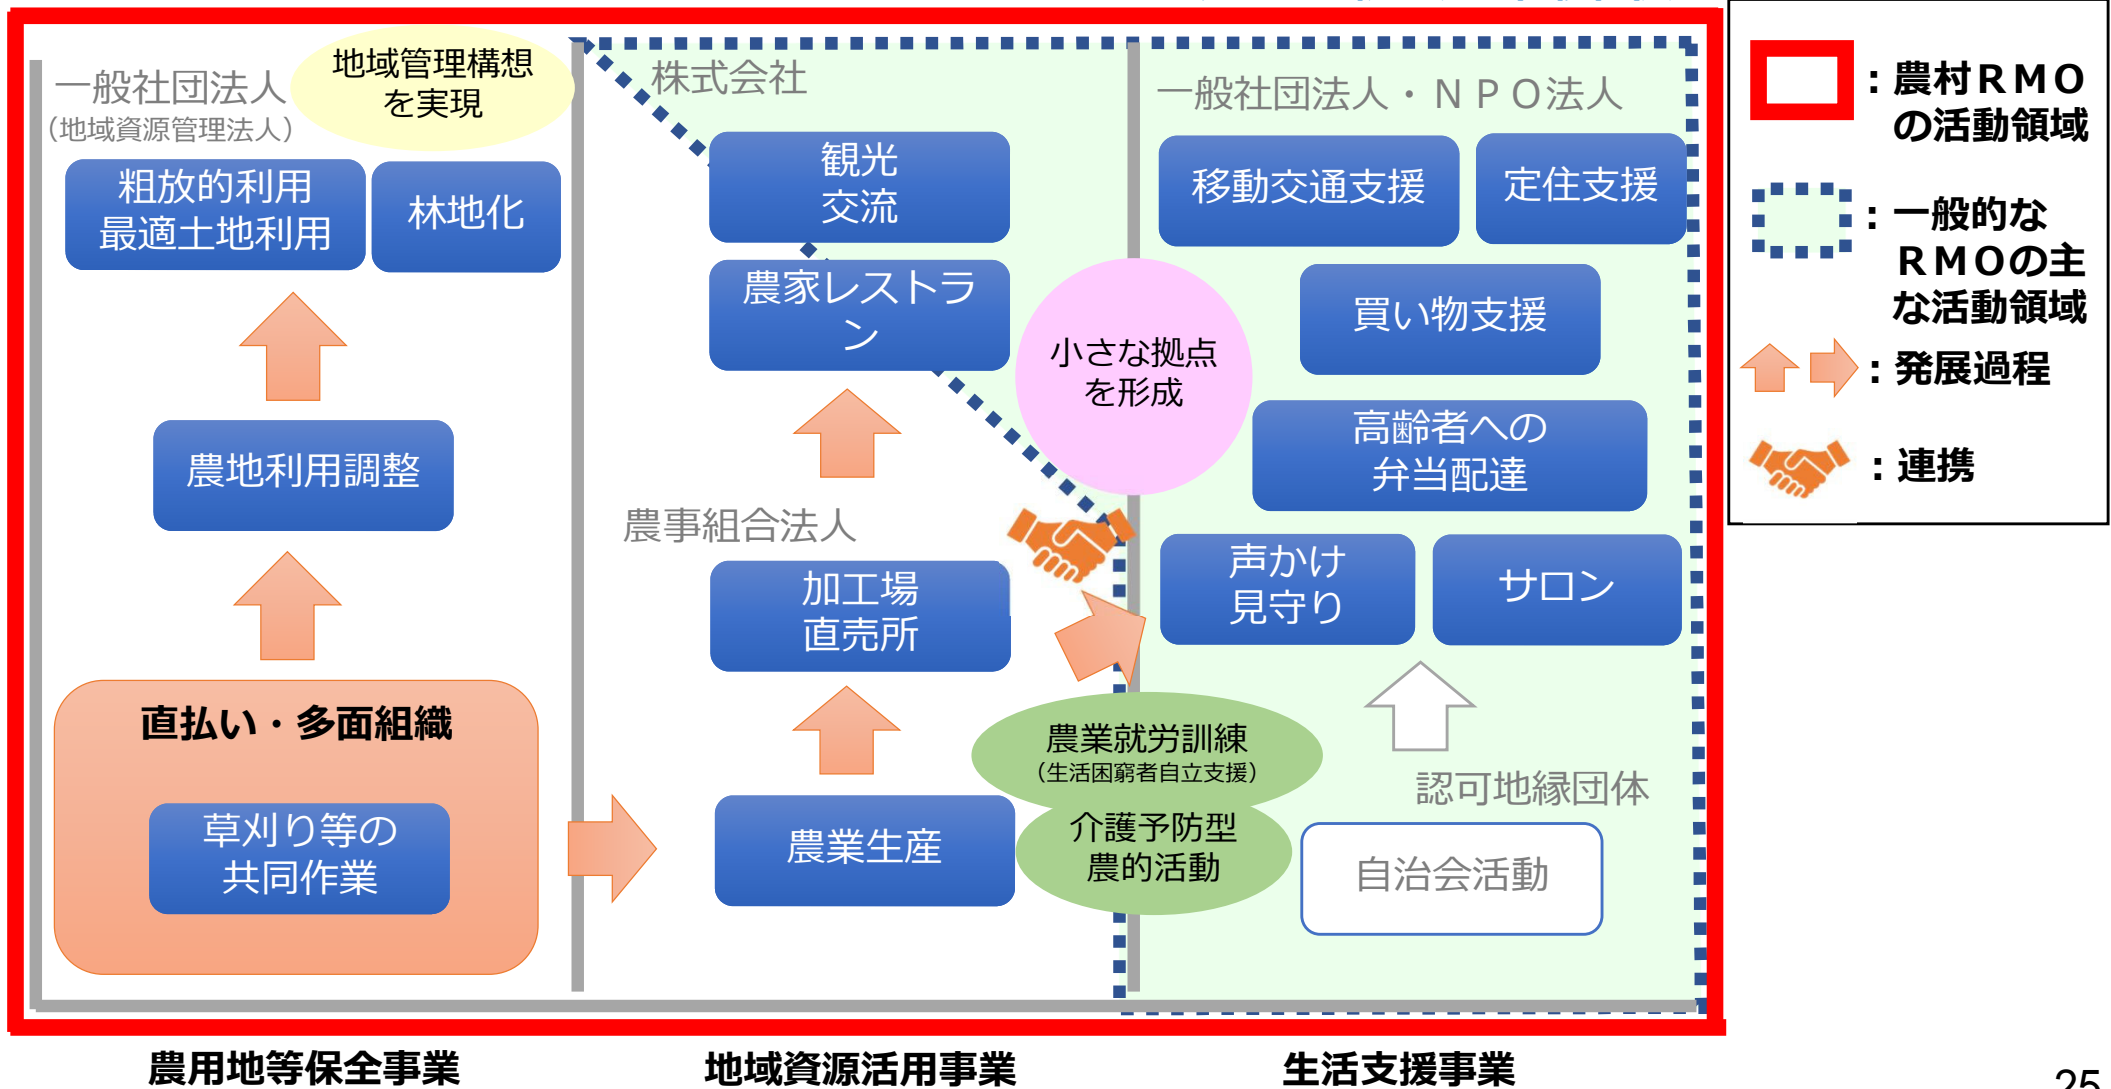 一般社団法人
（地域資源管理法人）
地域管理構想
を実現
粗放的利用
最適土地利用
林地化
農地利用調整
直払い・多面組織
草刈り等の
共同作業
農用地等保全事業
株式会社
観光
交流
農家レストラ
ン
農事組合法人
加工場
直売所
農業生産
地域資源活用事業
小さな拠点
を形成
農業就労訓練
（生活困窮者自立支援）
介護予防型
農的活動
一般社団法人・ＮＰＯ法人
移動交通支援
定住支援
買い物支援
高齢者への
弁当配達
声かけ
見守り
サロン
認可地縁団体
自治会活動
生活支援事業
：農村ＲＭＯ
の活動領域
：一般的な
ＲＭＯの主
な活動領域
：発展過程
：連携
25